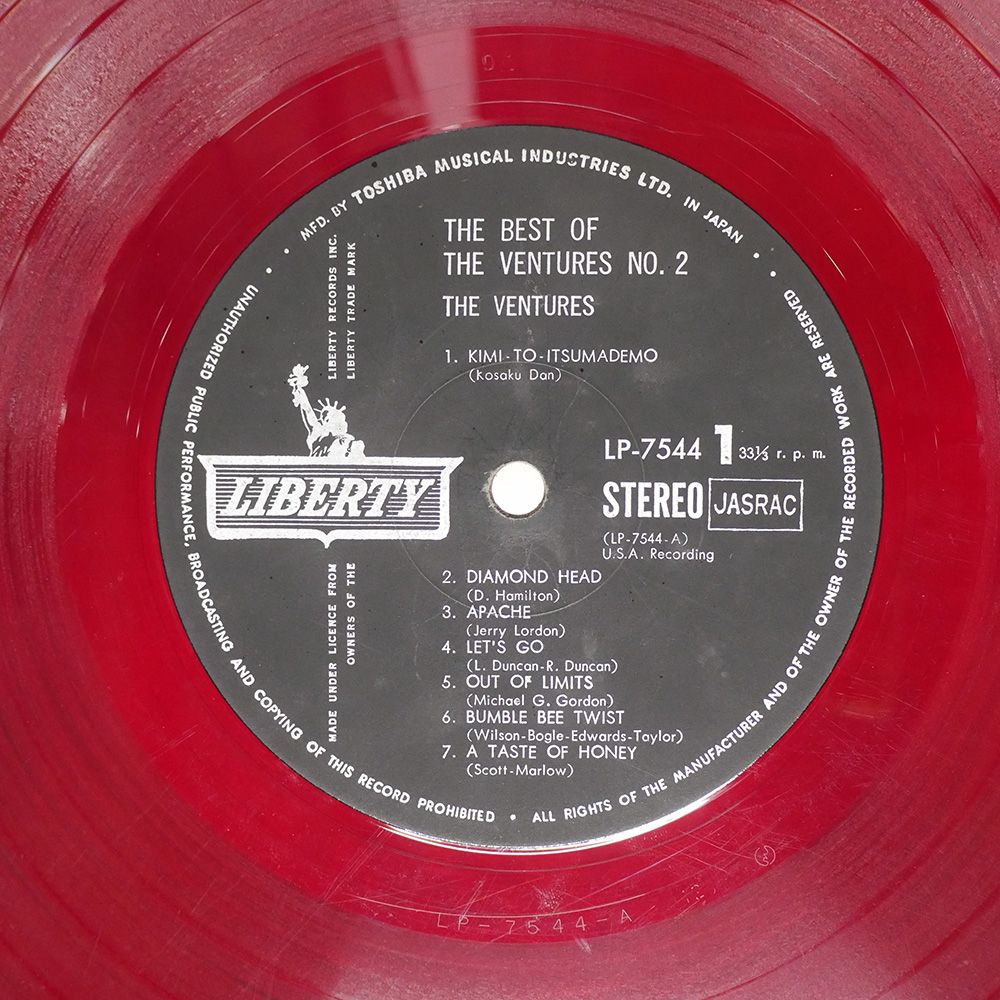 MFD. BY TOSHIBA MUSICAL INDUSTRIES LTD. IN JAPAN
THE BEST OF
THE VENTURES NO. 2
THE VENTURES
LIBERTY RECORDS INC.
LIBERTY TRADE MARK
1. KIMI-TO-ITSUMADEMO
(Kosaku Dan)
LIBERTY
LP-7544 1 33⅓ r. p. m.
STEREO JASRAC
(LP-7544-A)
U.S.A. Recording
MADE UNDER LICENCE FROM
OWNERS OF THE
2. DIAMOND HEAD
(D. Hamilton)
3. APACHE
(Jerry Lordon)
4. LET'S GO
(L. Duncan-R. Duncan)
5. OUT OF LIMITS
(Michael G. Gordon)
6. BUMBLE BEE TWIST
(Wilson-Bogle-Edwards-Taylor)
7. A TASTE OF HONEY
(Scott-Marlow)
UNAUTHORIZED PUBLIC PERFORMANCE, BROADCASTING AND COPYING OF THIS RECORD PROHIBITED • ALL RIGHTS OF THE MANUFACTURER AND OF THE OWNER OF THE RECORDED WORK ARE RESERVED
LP-7544-A